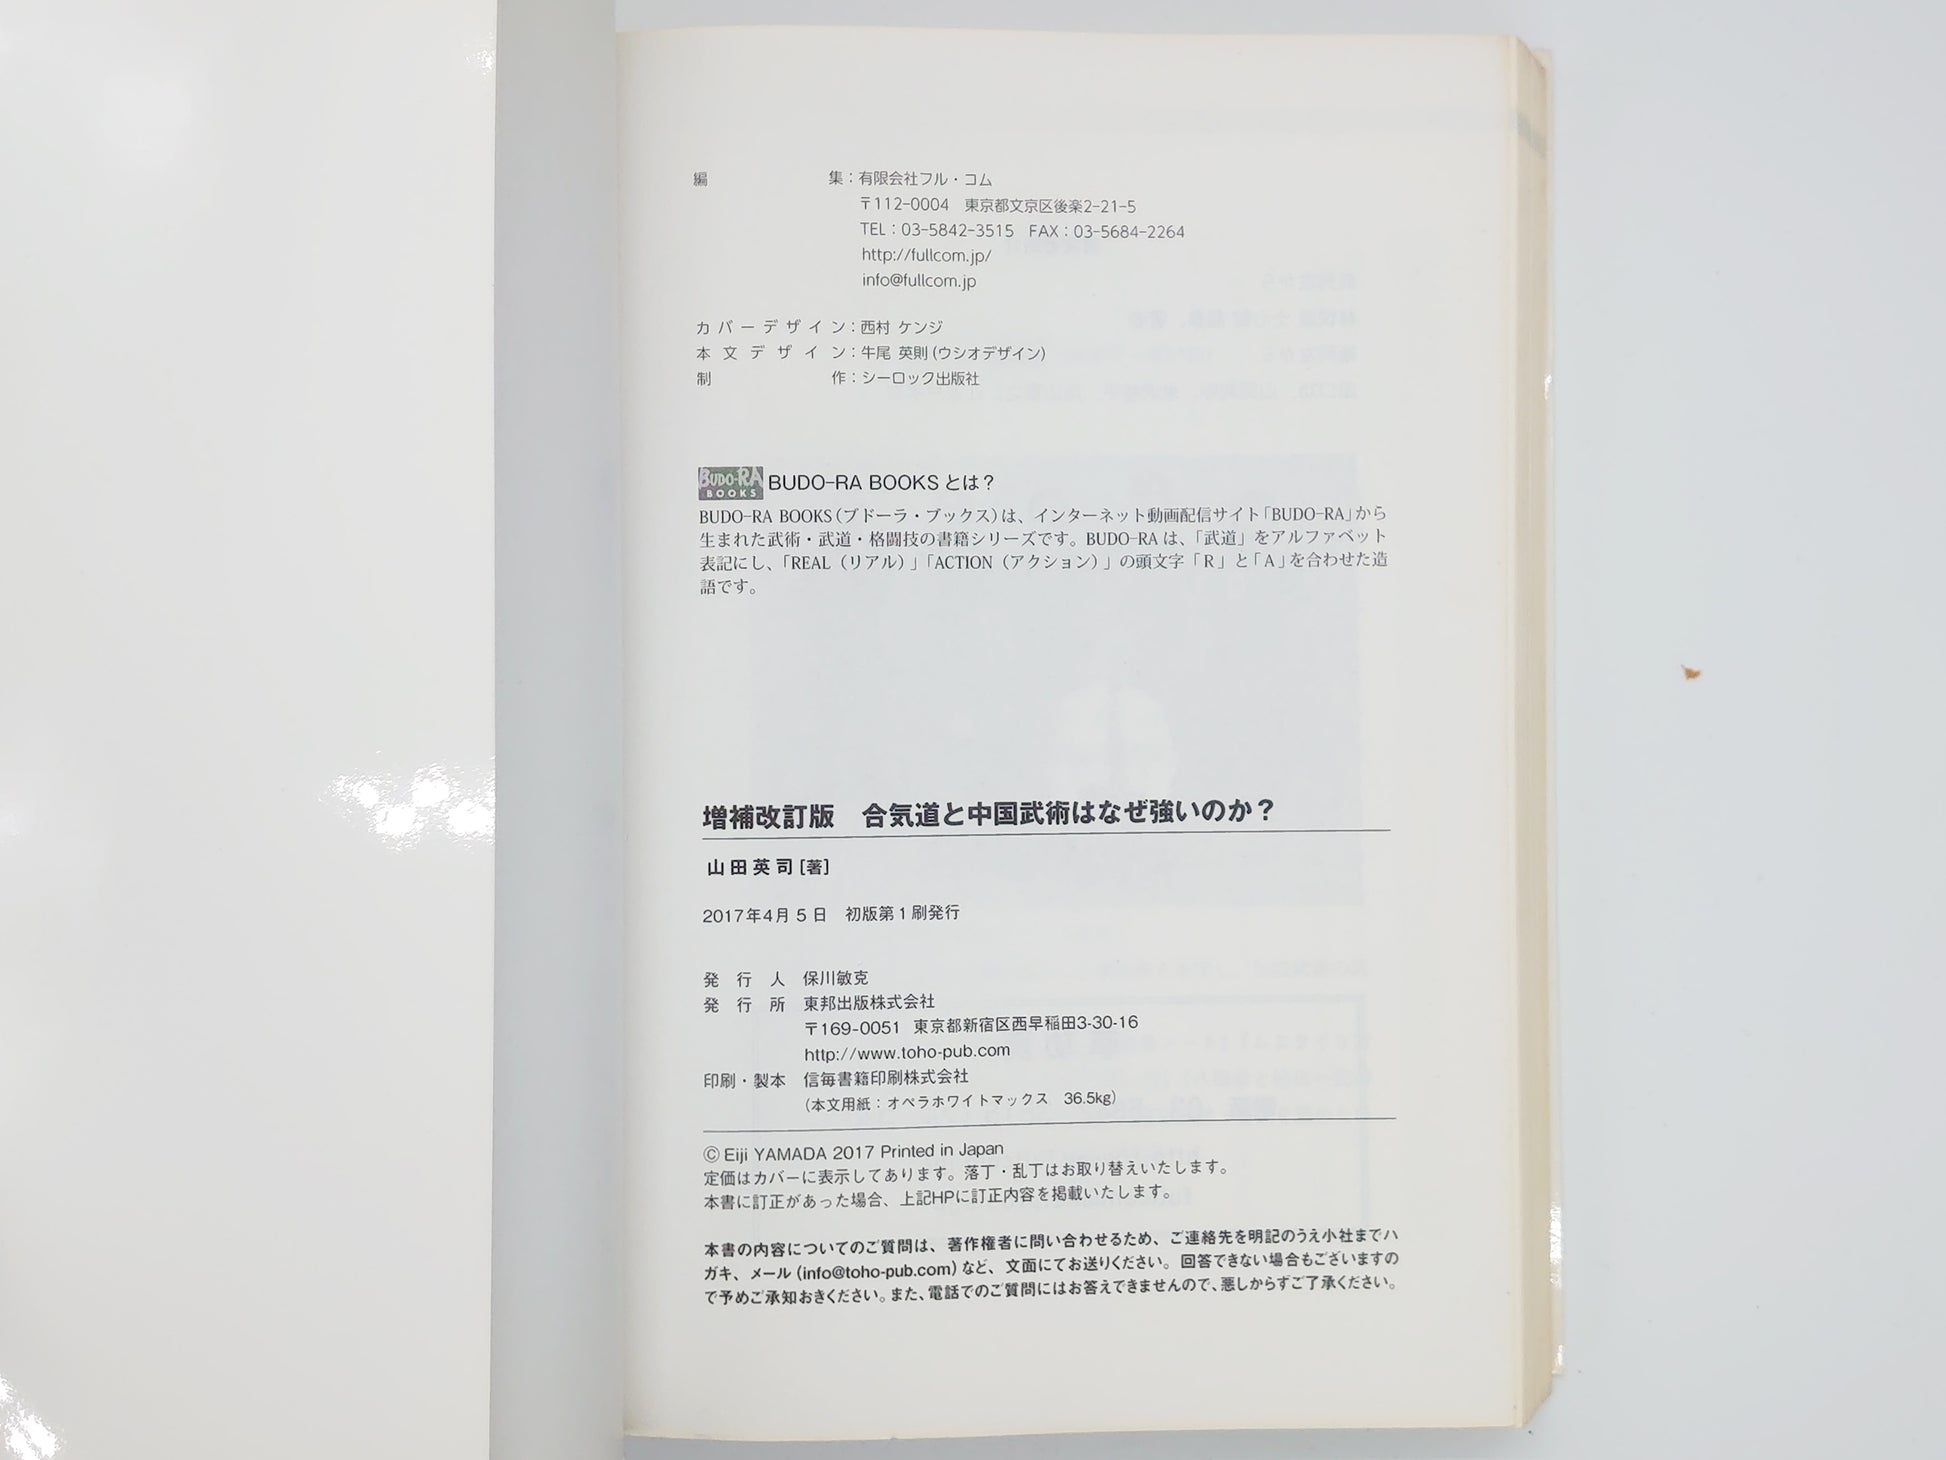 編集：有限会社フル・コム
〒112-0004　東京都文京区後楽2-21-5
TEL：03-5842-3515　FAX：03-5684-2264
http://fullcom.jp/
info@fullcom.jp
カバーデザイン：西村 ケンジ
本文デザイン：牛尾 英則（ウシオデザイン）
制作：シーロック出版社
BUDO-RA BOOKS
BUDO-RA BOOKS とは？
BUDO-RA BOOKS（ブドーラ・ブックス）は、インターネット動画配信サイト「BUDO-RA」から
生まれた武術・武道・格闘技の書籍シリーズです。BUDO-RA は、「武道」をアルファベット
表記にし、「REAL（リアル）」「ACTION（アクション）」の頭文字「R」と「A」を合わせた造
語です。
増補改訂版　合気道と中国武術はなぜ強いのか？
山田英司［著］
2017年4月5日　初版第1刷発行
発行人　保川敏克
発行所　東邦出版株式会社
〒169-0051　東京都新宿区西早稲田3-30-16
http://www.toho-pub.com
印刷・製本　信毎書籍印刷株式会社
（本文用紙：オペラホワイトマックス　36.5kg）
©Eiji YAMADA 2017 Printed in Japan
定価はカバーに表示してあります。落丁・乱丁はお取り替えいたします。
本書に訂正があった場合、上記HPに訂正内容を掲載いたします。
本書の内容についてのご質問は、著作権者に問い合わせるため、ご連絡先を明記のうえ小社までハ
ガキ、メール（info@toho-pub.com）など、文面にてお送りください。回答できない場合もございますの
で予めご承知おきください。また、電話でのご質問にはお答えできませんので、悪しからずご了承ください。